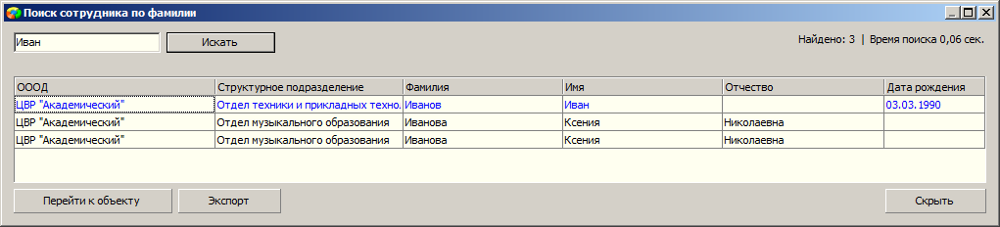 Поиск сотрудника по фамилии
Иван Искать Найдено: 3 | Время поиска 0,06 сек.
ОООД Структурное подразделение Фамилия Имя Отчество Дата рождения
ЦВР "Академический" Отдел техники и прикладных техно. Иванов Иван 03.03.1990
ЦВР "Академический" Отдел музыкального образования Иванова Ксения Николаевна
ЦВР "Академический" Отдел музыкального образования Иванова Ксения Николаевна
Перейти к объекту Экспорт Скрыть